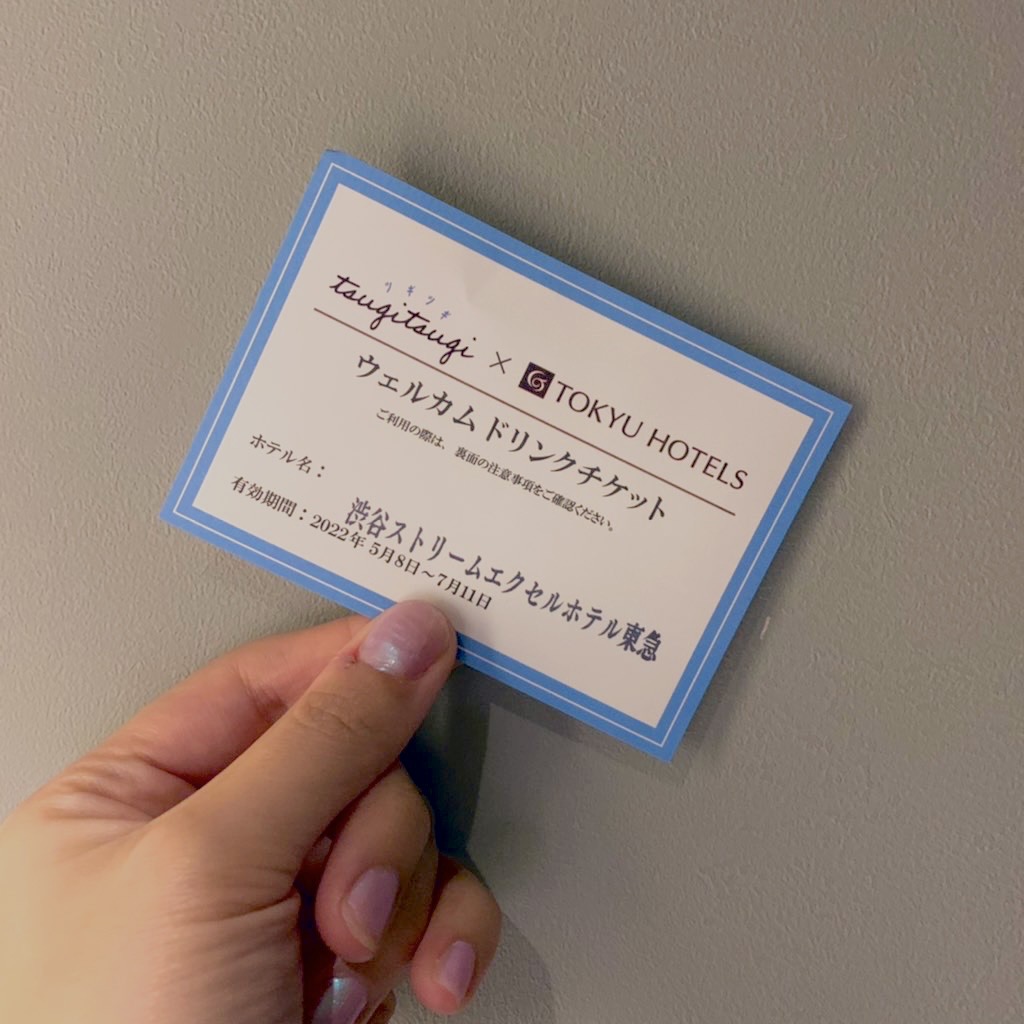 ツギツギ
tsugitsugi × TOKYU HOTELS
ウェルカムドリンクチケット
ご利用の際は、裏面の注意事項をご確認ください。
ホテル名：
渋谷ストリームエクセルホテル東急
有効期間：2022年 5月8日～7月11日